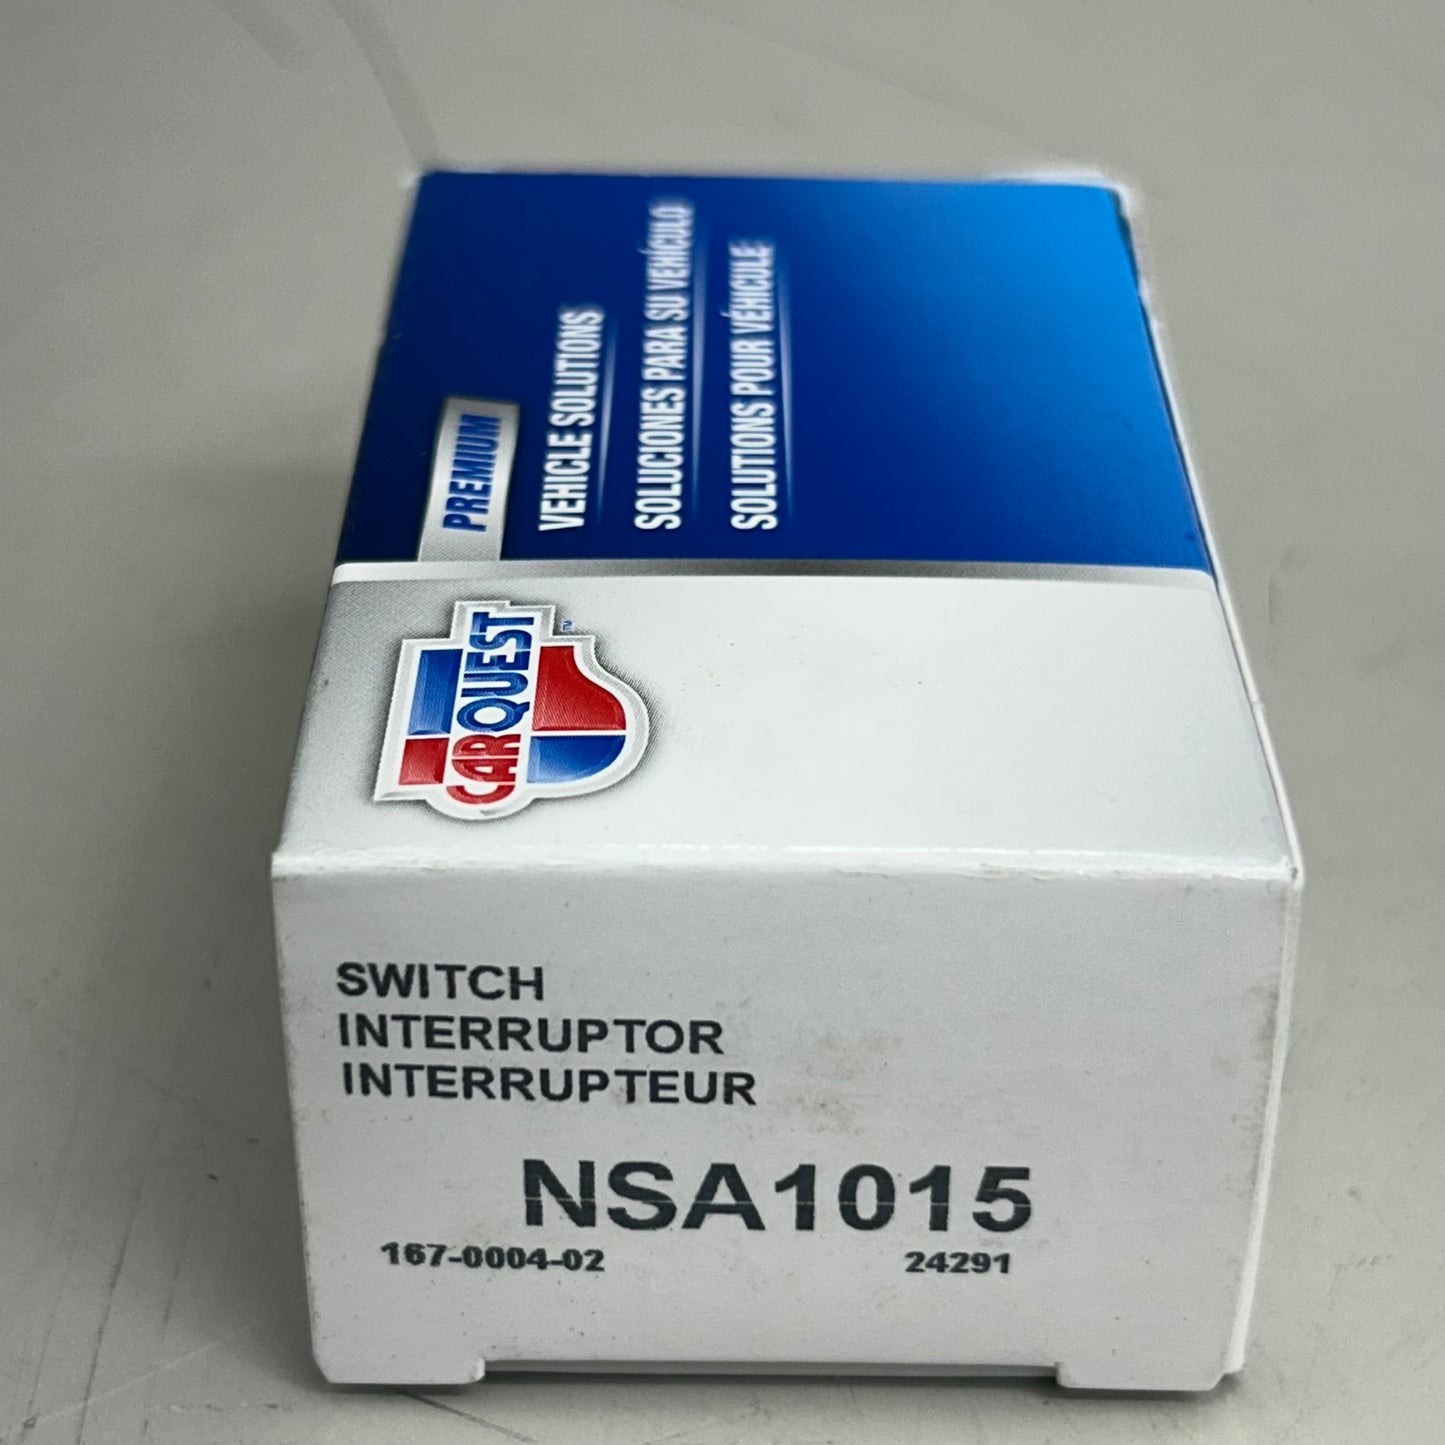 PREMIUM
VEHICLE SOLUTIONS
SOLUCIONES PARA SU VEHÍCULO
SOLUTIONS POUR VÉHICULE
CARQUEST
SWITCH
INTERRUPTOR
INTERRUPTEUR
NSA1015
167-0004-02 24291